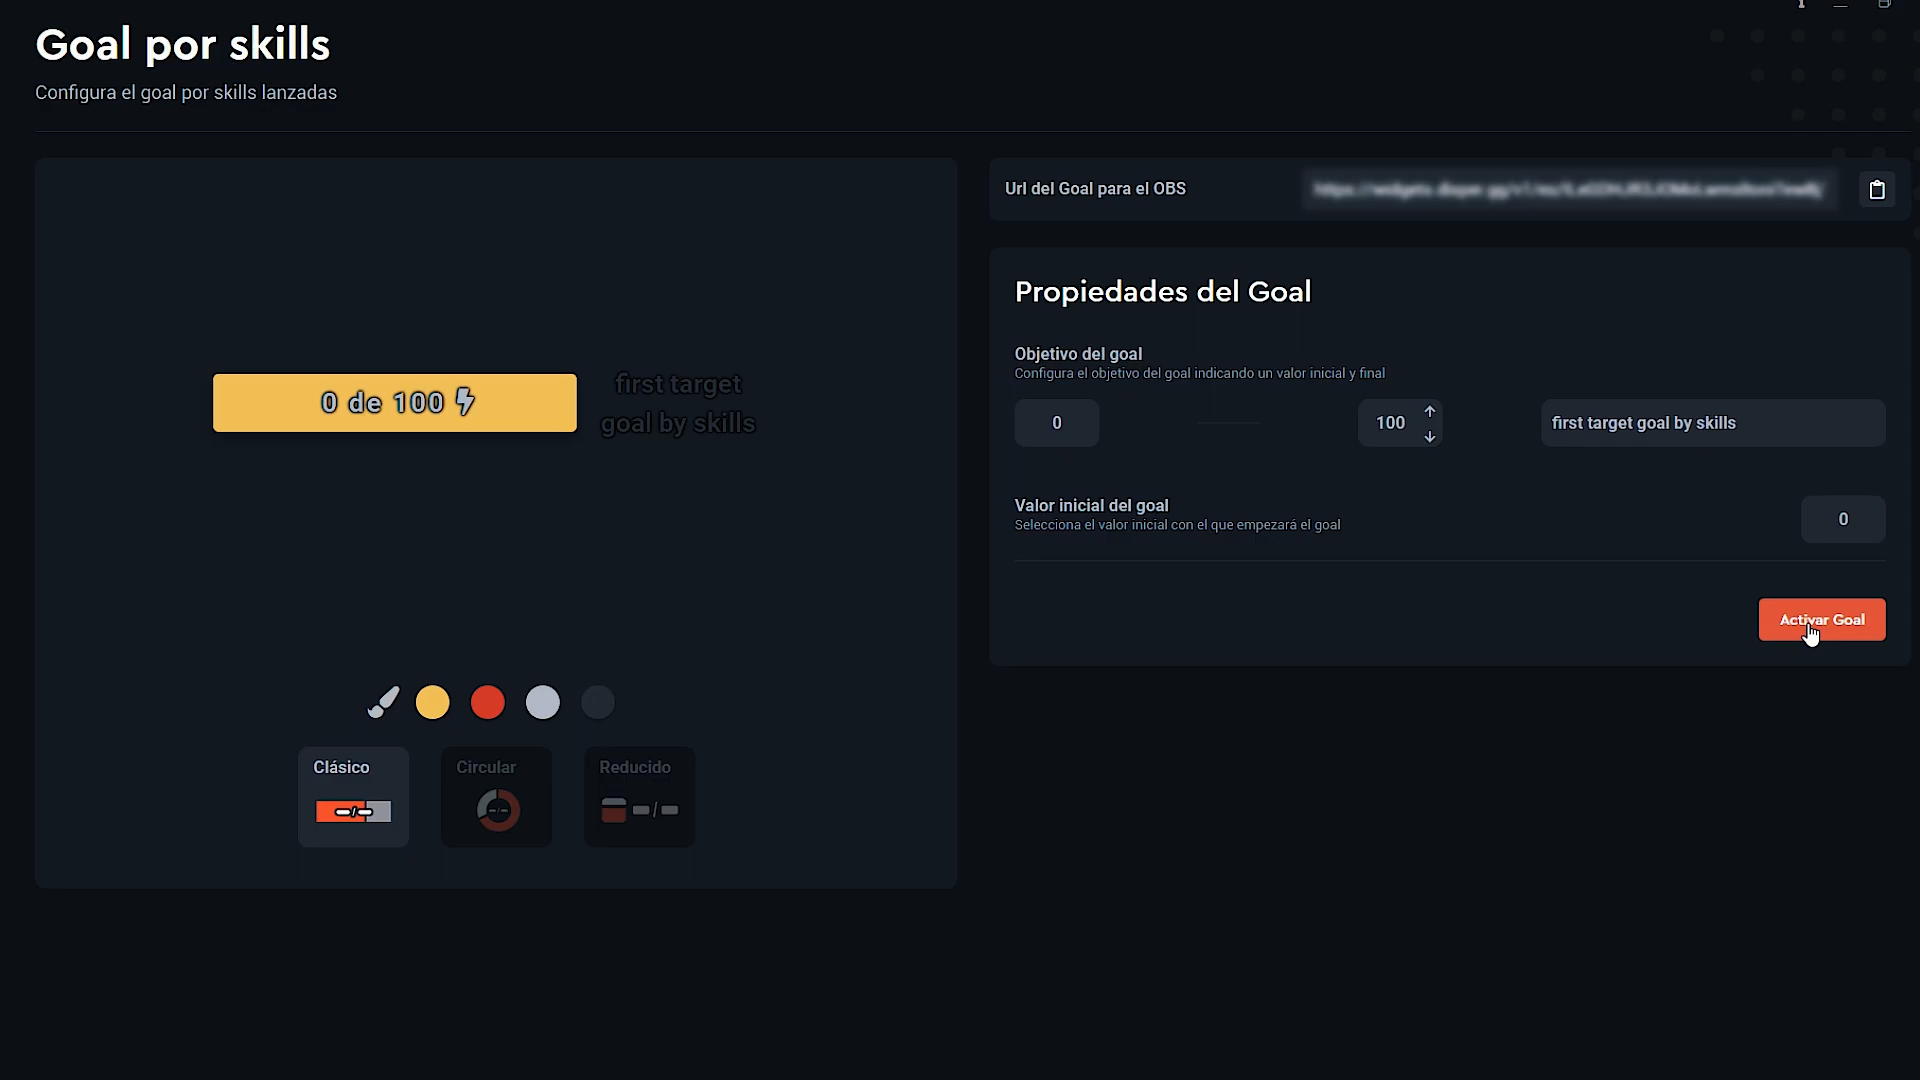 Goal por skills
Configura el goal por skills lanzadas
0 de 100
first target
goal by skills
Clásico
Circular
Reducido
Url del Goal para el OBS
Propiedades del Goal
Objetivo del goal
Configura el objetivo del goal indicando un valor inicial y final
0
100
first target goal by skills
Valor inicial del goal
Selecciona el valor inicial con el que empezará el goal
0
Activar Goal